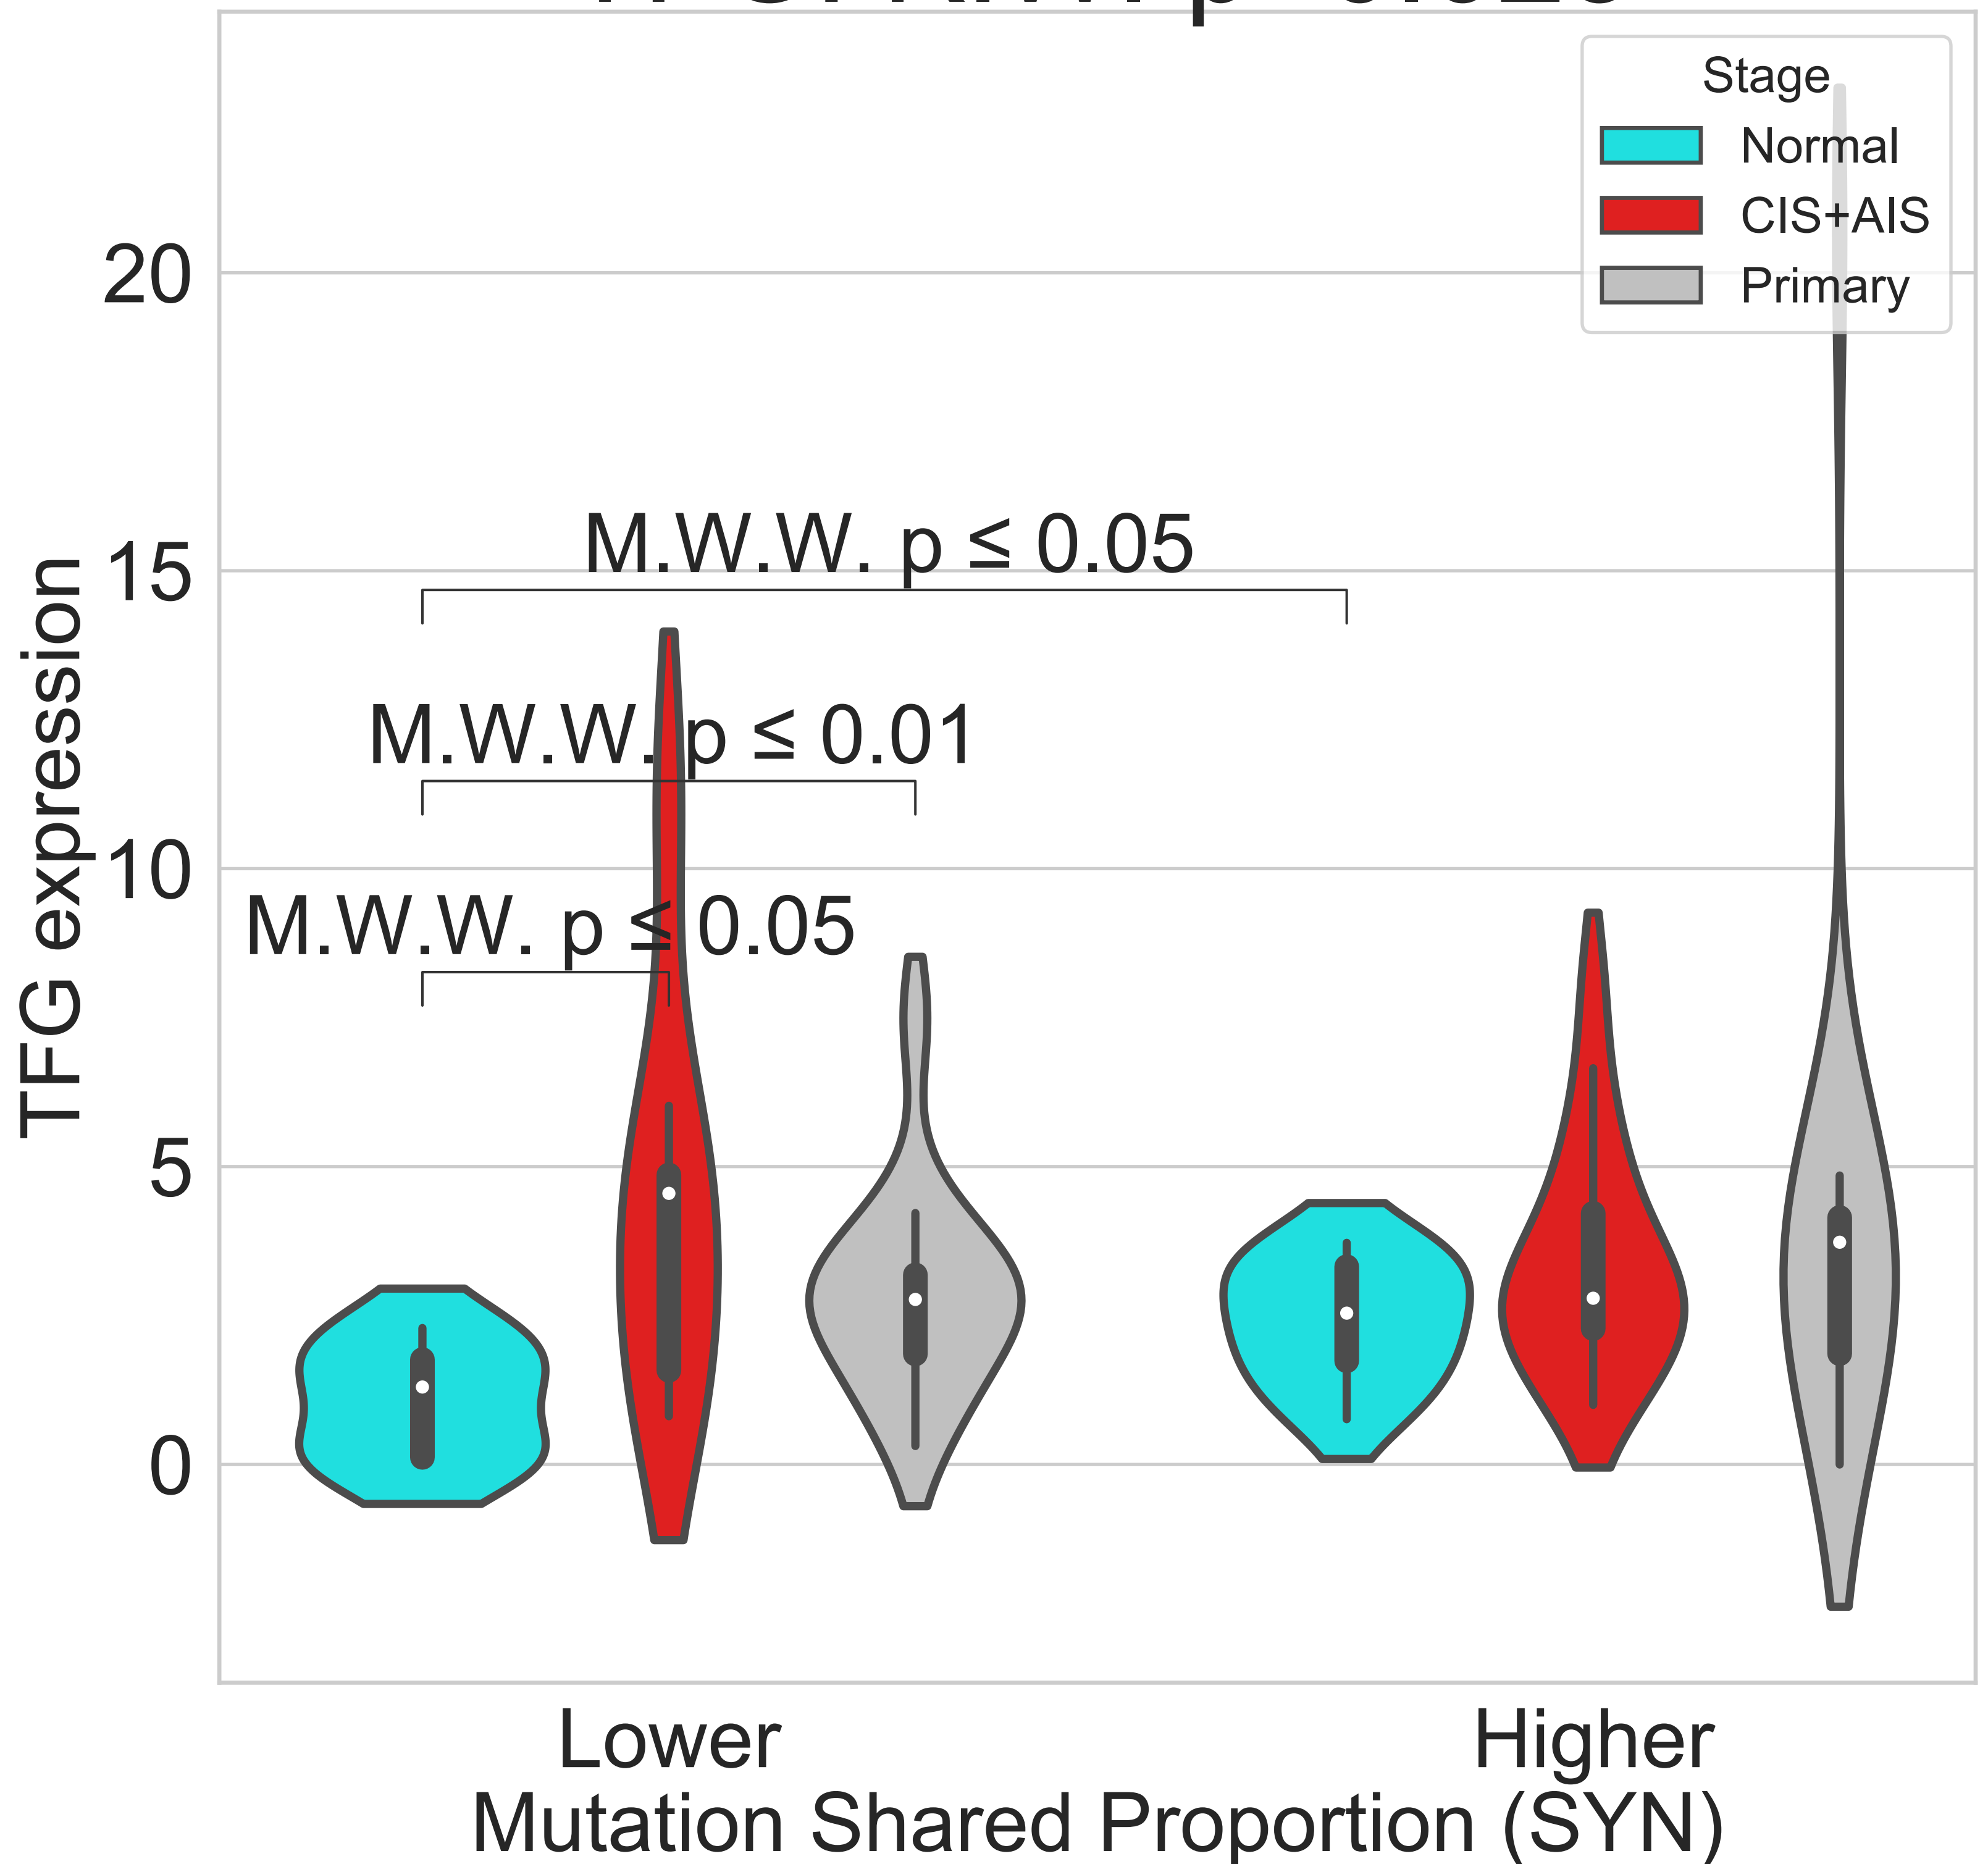 Stage
Normal
CIS+AIS
Primary
20
15
10
5
0
TFG expression
M.W.W. p ≤ 0.05
M.W.W. p ≤ 0.01
M.W.W. p ≤ 0.05
Lower
Higher
Mutation Shared Proportion (SYN)